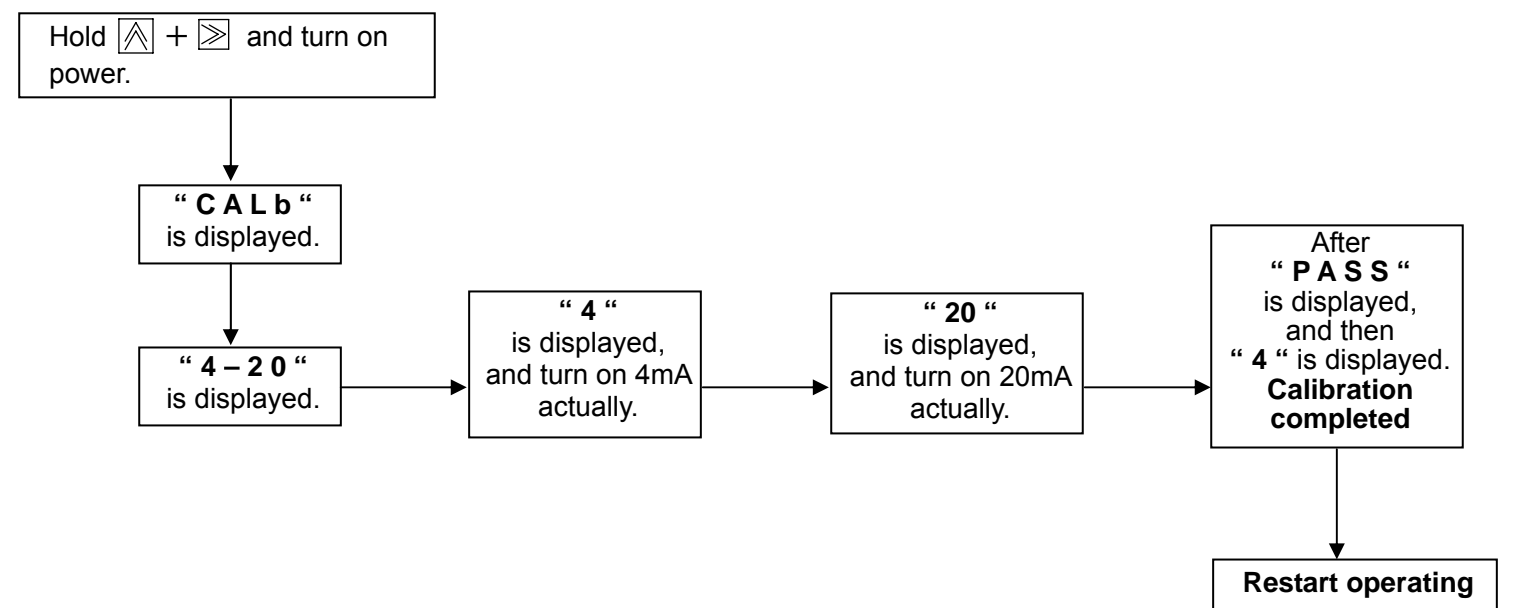 Hold ︽ + ≫ and turn on
power.
“ C A L b “
is displayed.
“ 4 – 2 0 “
is displayed.
“ 4 “
is displayed,
and turn on 4mA
actually.
“ 20 “
is displayed,
and turn on 20mA
actually.
After
“ P A S S “
is displayed,
and then
“ 4 “ is displayed.
Calibration
completed
Restart operating